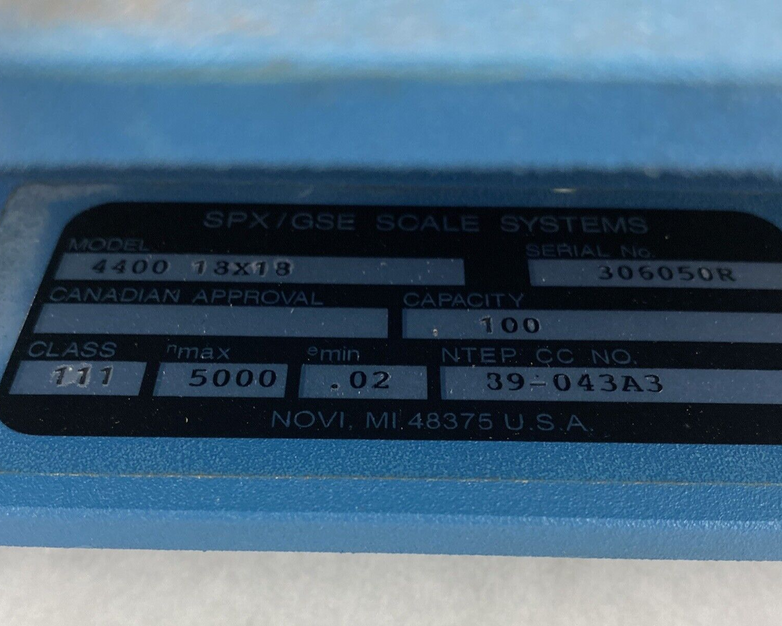 SPX/GSE SCALE SYSTEMS
MODEL SERIAL No.
4400 18X18 306050R
CANADIAN APPROVAL CAPACITY
100
CLASS nmax emin NTEP CC NO.
111 5000 .02 89-043A3
NOVI, MI 48375 U.S.A.